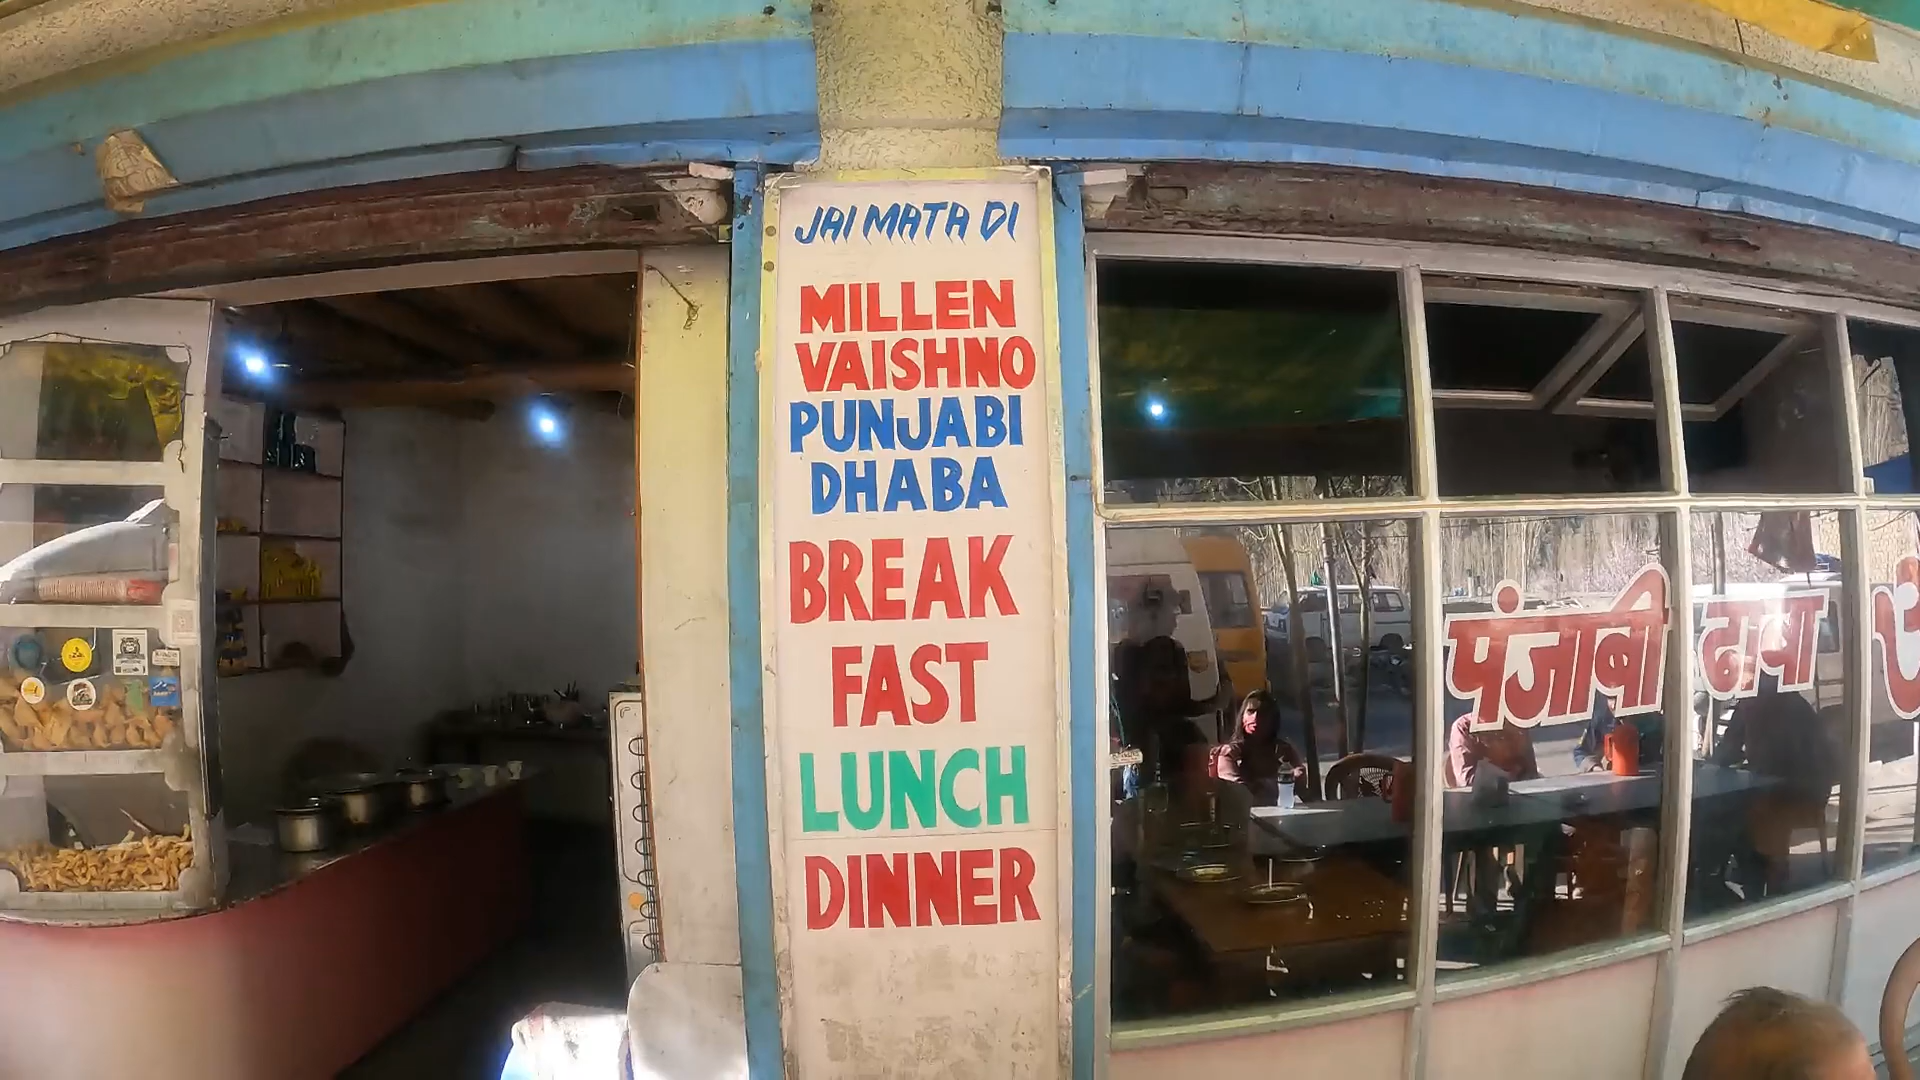 JAI MATA DI
MILLEN
VAISHNO
PUNJABI
DHABA
BREAK
FAST
LUNCH
DINNER
पंजाबी ढाबा